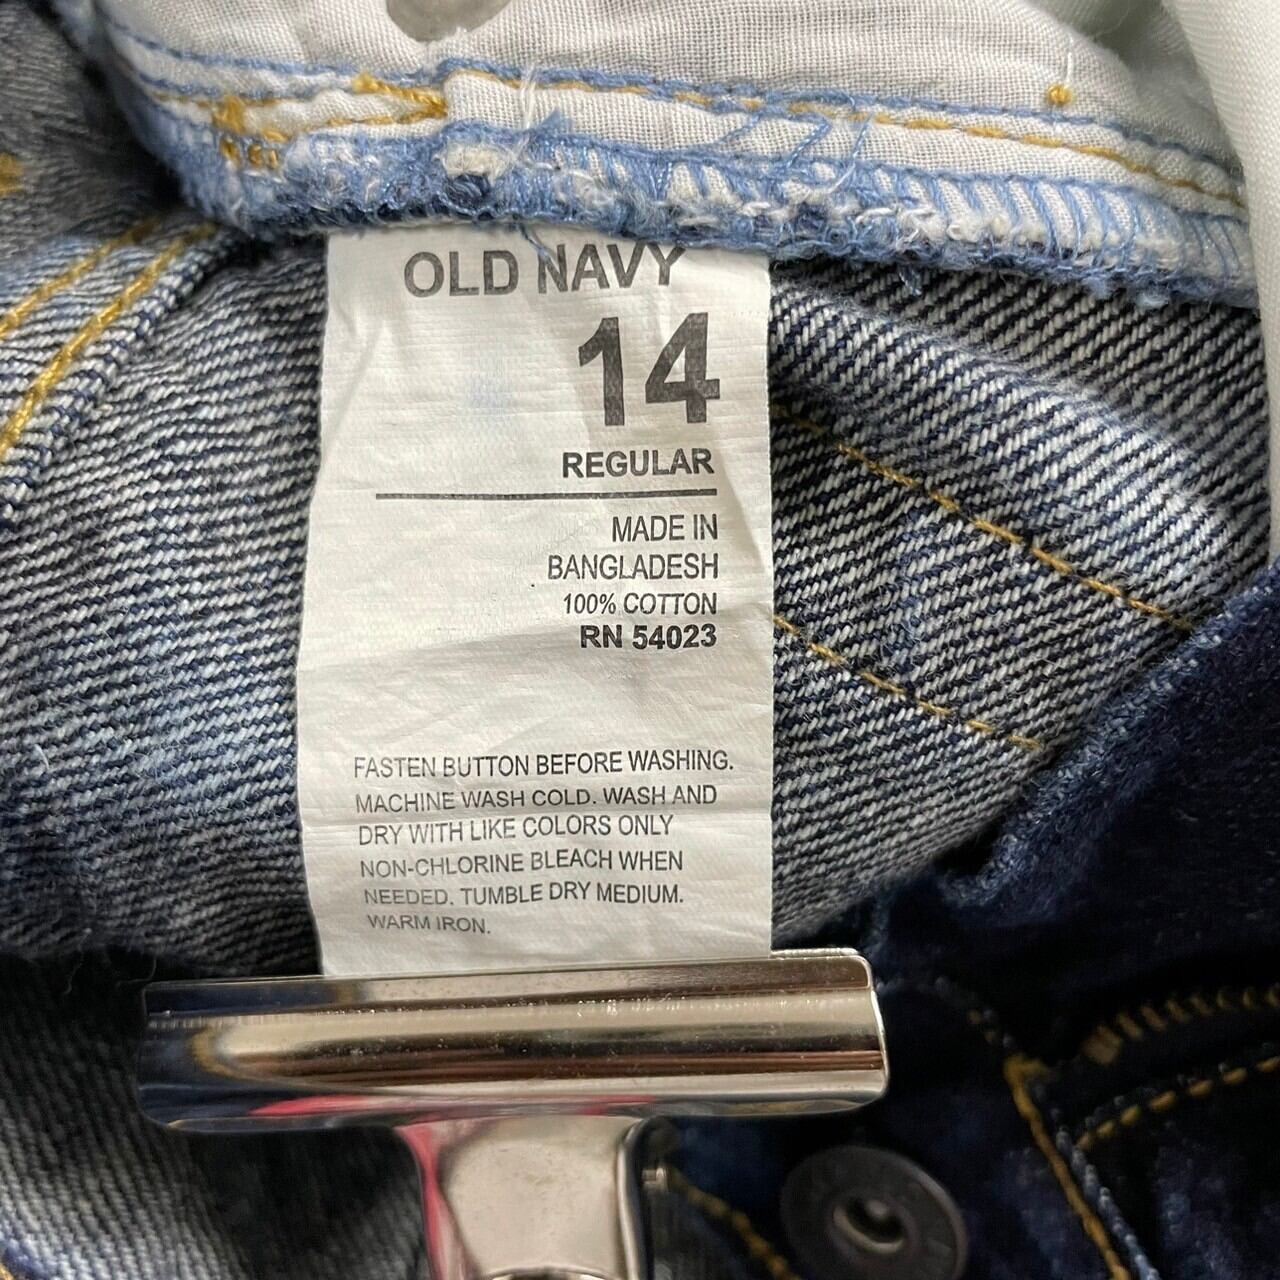 OLD NAVY
14
REGULAR
MADE IN
BANGLADESH
100% COTTON
RN 54023
FASTEN BUTTON BEFORE WASHING.
MACHINE WASH COLD. WASH AND
DRY WITH LIKE COLORS ONLY
NON-CHLORINE BLEACH WHEN
NEEDED. TUMBLE DRY MEDIUM.
WARM IRON.